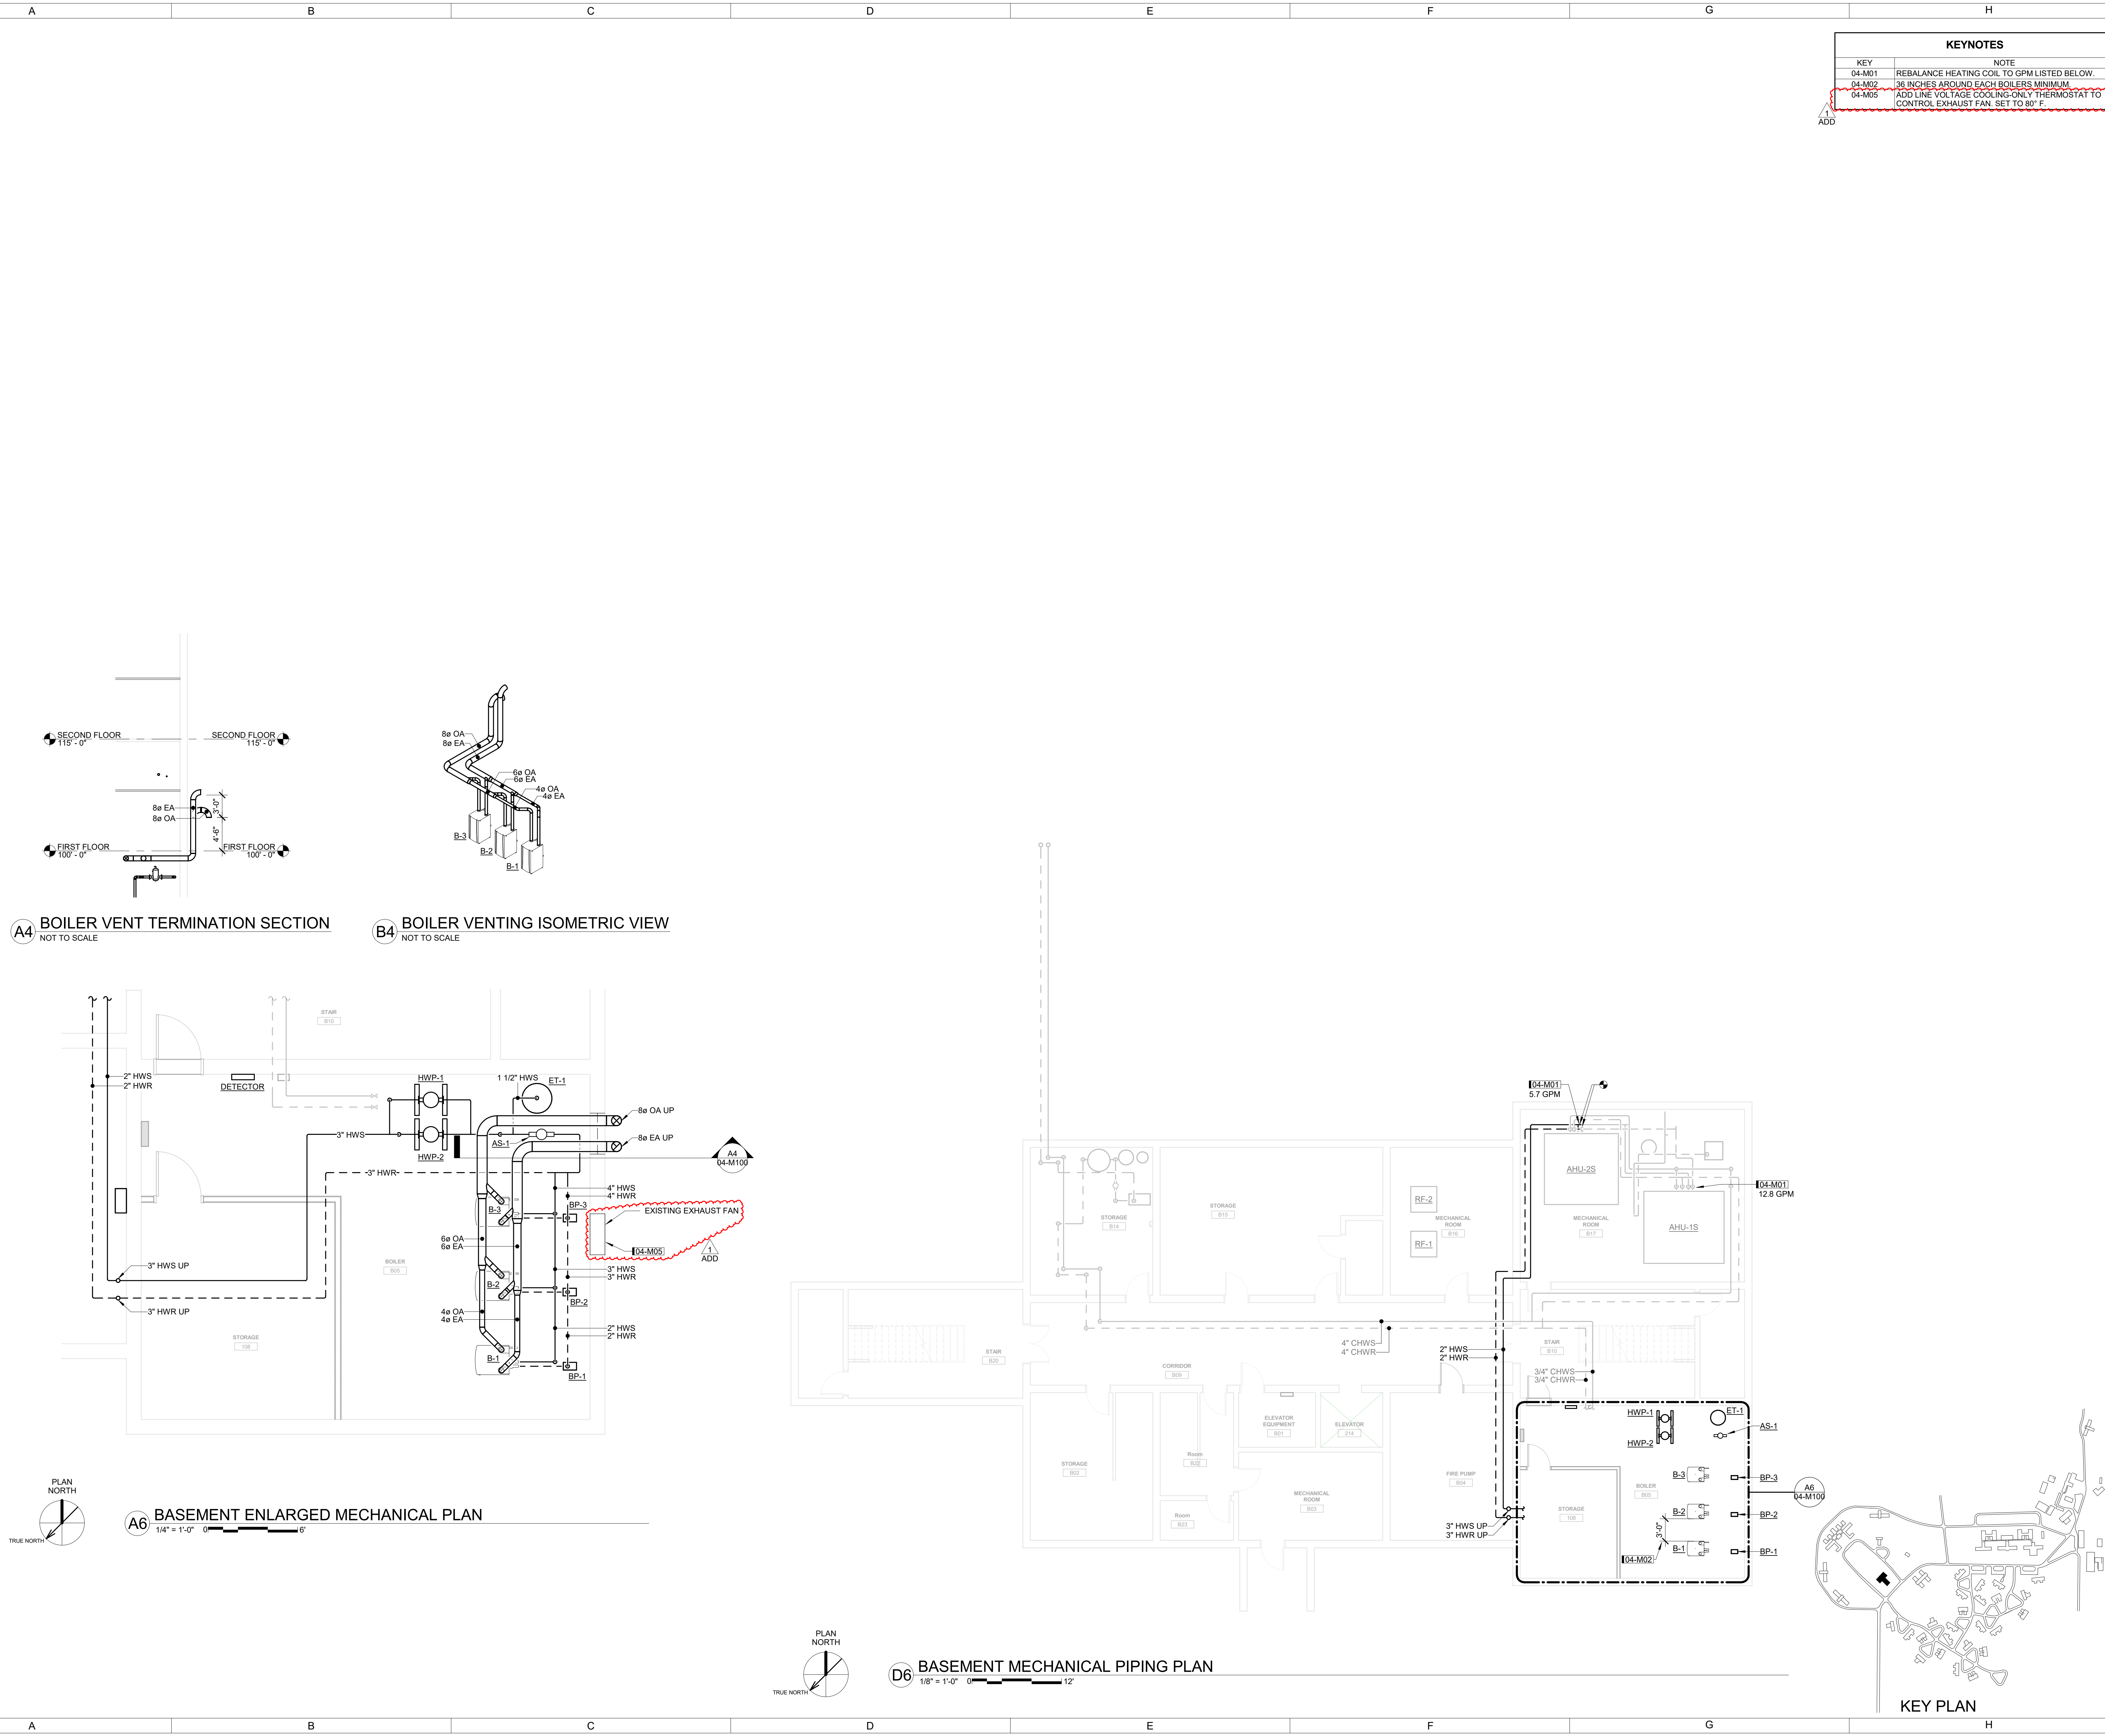 A B C D E F G H
KEYNOTES
KEY NOTE
04-M01 REBALANCE HEATING COIL TO GPM LISTED BELOW.
04-M02 36 INCHES AROUND EACH BOILERS MINIMUM.
04-M05 ADD LINE VOLTAGE COOLING-ONLY THERMOSTAT TO
CONTROL EXHAUST FAN. SET TO 80° F.
1
ADD
SECOND FLOOR
115' - 0"
SECOND FLOOR
115' - 0"
8ø EA
8ø OA
3'-0"
4'-6"
FIRST FLOOR
100' - 0"
FIRST FLOOR
100' - 0"
A4 BOILER VENT TERMINATION SECTION
NOT TO SCALE
8ø OA
8ø EA
6ø OA
6ø EA
4ø OA
4ø EA
B-3
B-2
B-1
B4 BOILER VENTING ISOMETRIC VIEW
NOT TO SCALE
STAIR
B10
2" HWS
2" HWR
DETECTOR
HWP-1
1 1/2" HWS
ET-1
8ø OA UP
3" HWS
AS-1
8ø EA UP
HWP-2
A4
04-M100
3" HWR
4" HWS
4" HWR
BP-3
B-3
EXISTING EXHAUST FAN
6ø OA
6ø EA
04-M05
1
ADD
BOILER
B05
3" HWS UP
3" HWS
3" HWR
B-2
BP-2
3" HWR UP
4ø OA
4ø EA
2" HWS
2" HWR
STORAGE
108
B-1
BP-1
PLAN
NORTH
TRUE NORTH
A6 BASEMENT ENLARGED MECHANICAL PLAN
1/4" = 1'-0" 0 6'
04-M01
5.7 GPM
AHU-2S
04-M01
12.8 GPM
STORAGE
B14
STORAGE
B15
RF-2
MECHANICAL
ROOM
B16
RF-1
MECHANICAL
ROOM
B17
AHU-1S
4" CHWS
4" CHWR
2" HWS
2" HWR
STAIR
B10
STAIR
B20
CORRIDOR
B09
3/4" CHWS
3/4" CHWR
ELEVATOR
EQUIPMENT
B01
ELEVATOR
214
HWP-1
ET-1
AS-1
HWP-2
STORAGE
B02
Room
B22
FIRE PUMP
B04
B-3
BP-3
MECHANICAL
ROOM
B03
BOILER
B05
A6
04-M100
STORAGE
108
B-2
BP-2
Room
B23
3" HWS UP
3" HWR UP
3'-0"
B-1
BP-1
04-M02
PLAN
NORTH
TRUE NORTH
D6 BASEMENT MECHANICAL PIPING PLAN
1/8" = 1'-0" 0 12'
KEY PLAN
A B C D E F G H